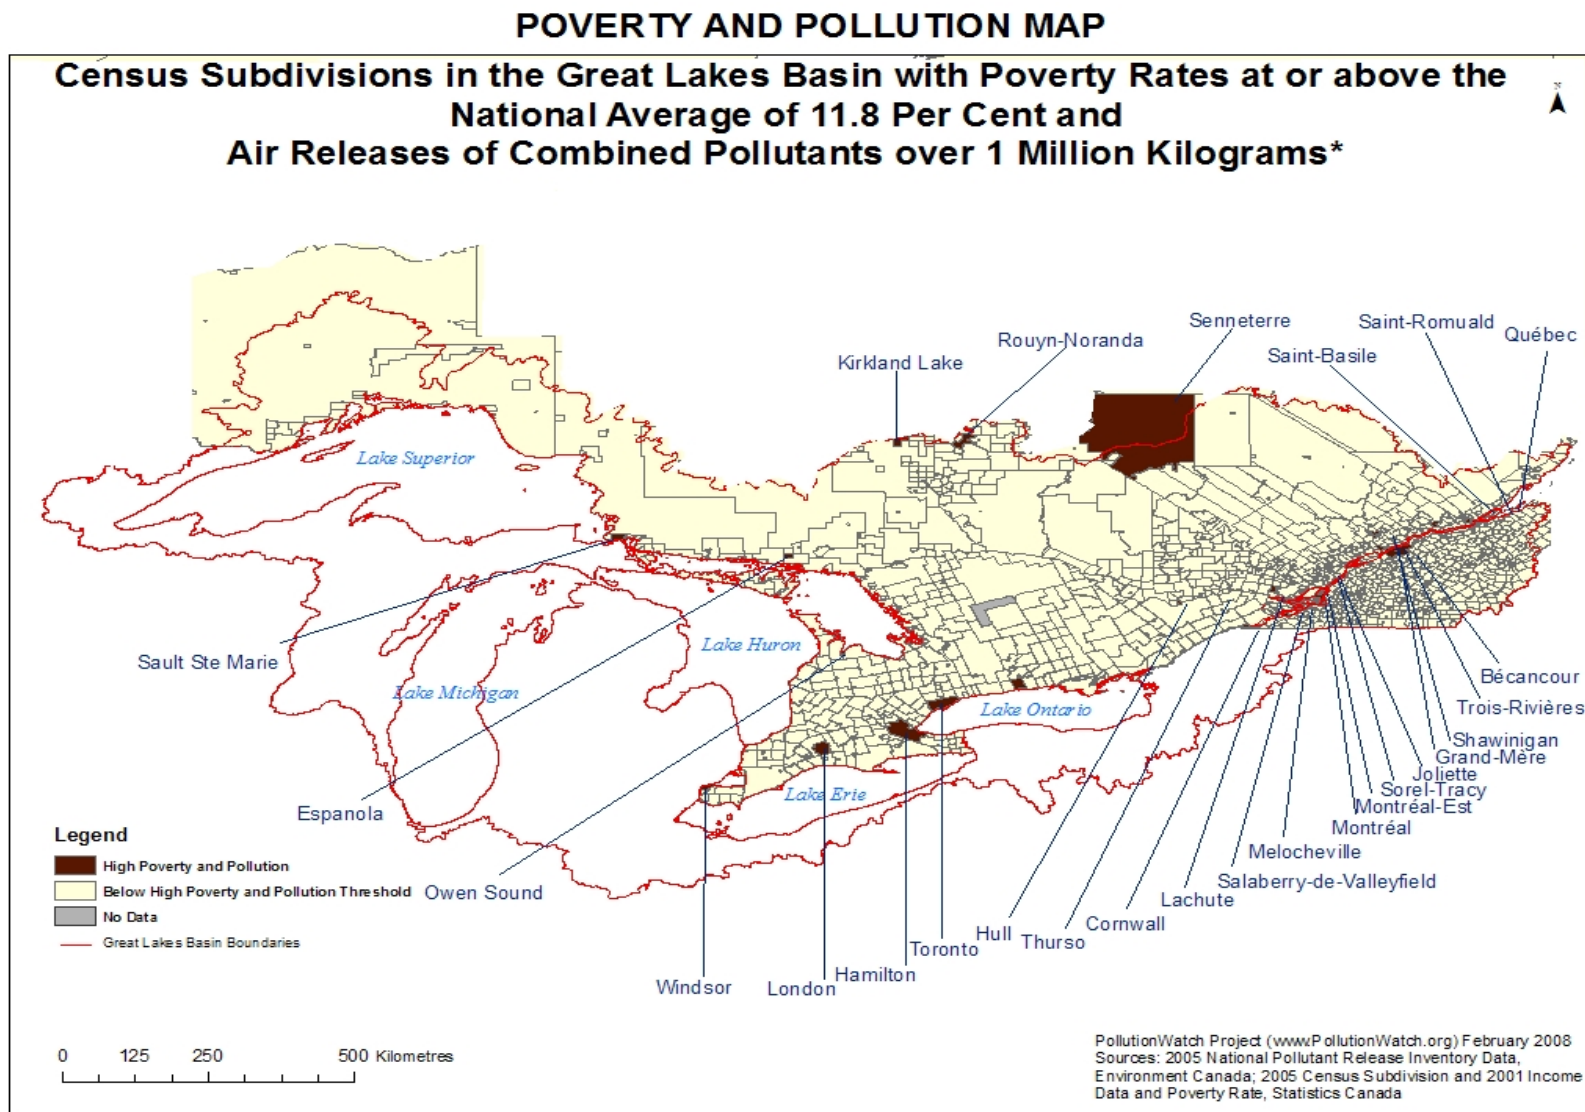 POVERTY AND POLLUTION MAP
Census Subdivisions in the Great Lakes Basin with Poverty Rates at or above the
National Average of 11.8 Per Cent and
Air Releases of Combined Pollutants over 1 Million Kilograms*
N
Senneterre
Saint-Romuald
Québec
Rouyn-Noranda
Saint-Basile
Kirkland Lake
Lake Superior
Lake Huron
Sault Ste Marie
Lake Michigan
Bécancour
Lake Ontario
Trois-Rivières
Shawinigan
Grand-Mère
Joliette
Sorel-Tracy
Lake Erie
Montréal-Est
Espanola
Montréal
Melocheville
Salaberry-de-Valleyfield
Owen Sound
Lachute
Cornwall
Hull
Thurso
Toronto
Hamilton
London
Windsor
Legend
High Poverty and Pollution
Below High Poverty and Pollution Threshold
No Data
Great Lakes Basin Boundaries
0 125 250 500 Kilometres
PollutionWatch Project (www.PollutionWatch.org) February 2008
Sources: 2005 National Pollutant Release Inventory Data,
Environment Canada; 2005 Census Subdivision and 2001 Income
Data and Poverty Rate, Statistics Canada